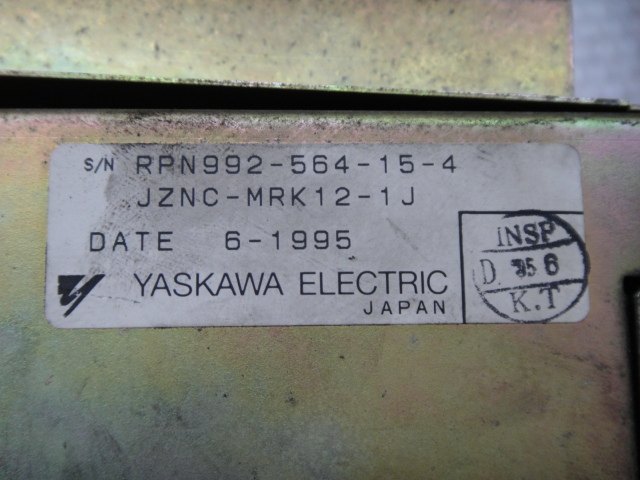 S/N RPN992-564-15-4
JZNC-MRK12-1J
DATE 6-1995
YASKAWA ELECTRIC
JAPAN
INSP
D 95 6
K.T